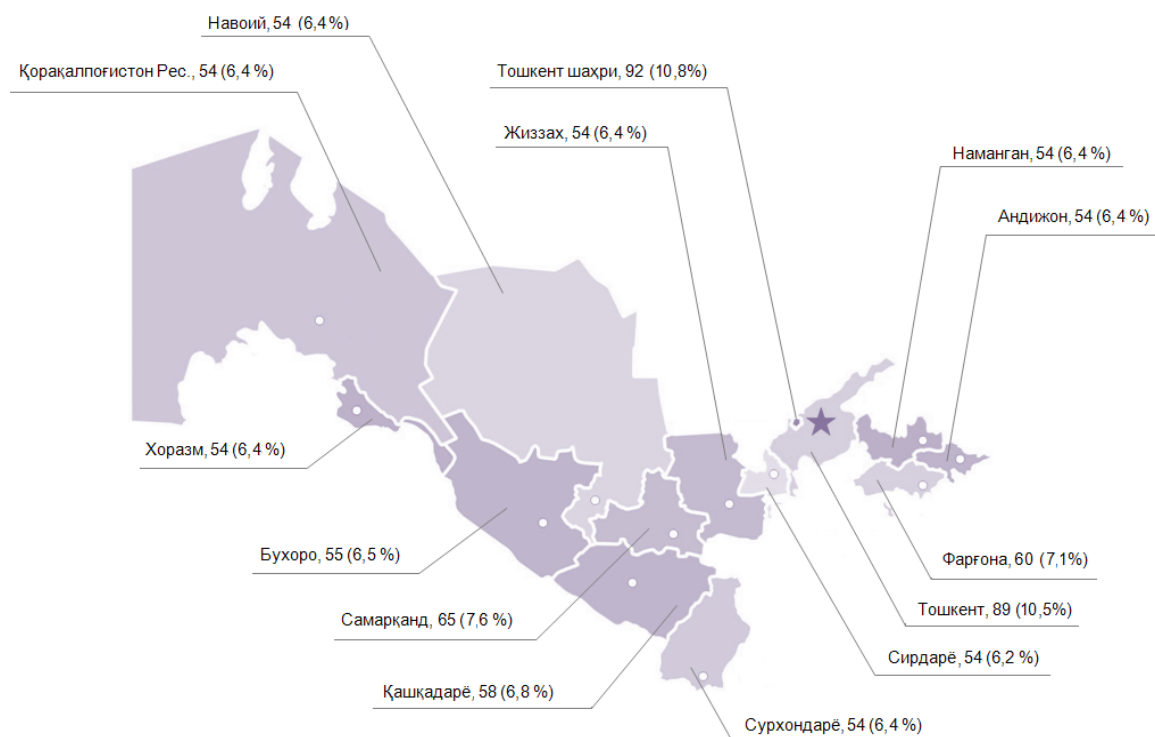 Навоий, 54 (6,4 %)
Қорақалпоғистон Рес., 54 (6,4 %)
Тошкент шаҳри, 92 (10,8%)
Жиззах, 54 (6,4 %)
Наманган, 54 (6,4 %)
Андижон, 54 (6,4 %)
Хоразм, 54 (6,4 %)
Бухоро, 55 (6,5 %)
Фарғона, 60 (7,1%)
Самарқанд, 65 (7,6 %)
Тошкент, 89 (10,5%)
Сирдарё, 54 (6,2 %)
Қашқадарё, 58 (6,8 %)
Сурхондарё, 54 (6,4 %)